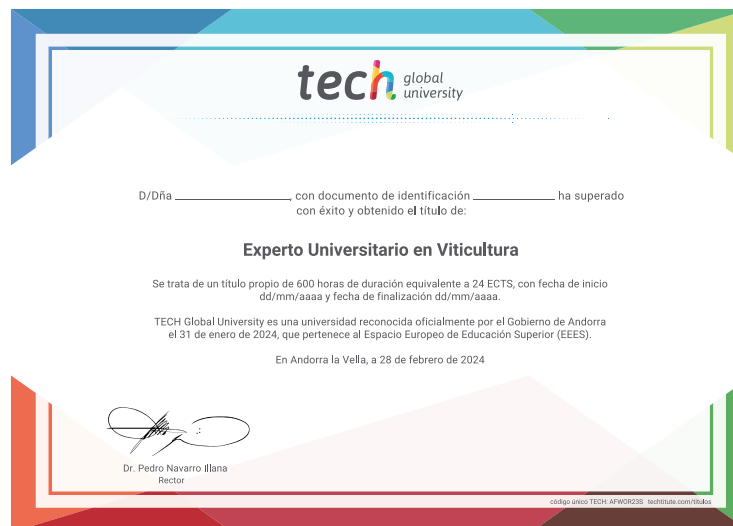 tech global university
D/Dña ____________, con documento de identificación ____________ ha superado
con éxito y obtenido el título de:
Experto Universitario en Viticultura
Se trata de un título propio de 600 horas de duración equivalente a 24 ECTS, con fecha de inicio
dd/mm/aaaa y fecha de finalización dd/mm/aaaa.
TECH Global University es una universidad reconocida oficialmente por el Gobierno de Andorra
el 31 de enero de 2024, que pertenece al Espacio Europeo de Educación Superior (EEES).
En Andorra la Vella, a 28 de febrero de 2024
Dr. Pedro Navarro Illana
Rector
código único TECH: AFWOR23S techtitute.com/titulos